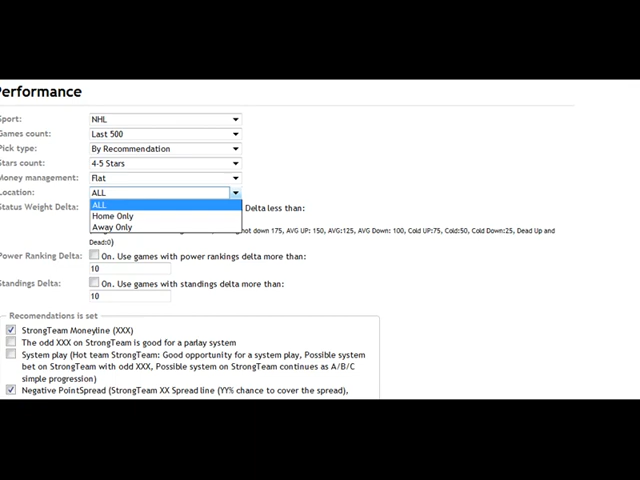 Performance
Sport: NHL
Games count: Last 500
Pick type: By Recommendation
Stars count: 4-5 Stars
Money management: Flat
Location: ALL
ALL
Status Weight Delta: Delta less than:
Home Only
Away Only
hot down 175, AVG UP: 150, AVG:125, AVG Down: 100, Cold UP:75, Cold:50, Cold Down:25, Dead Up and
Dead:0)
Power Ranking Delta: On. Use games with power rankings delta more than:
10
Standings Delta: On. Use games with standings delta more than:
10
Recomendations is set
StrongTeam Moneyline (XXX)
The odd XXX on StrongTeam is good for a parlay system
System play (Hot team StrongTeam: Good opportunity for a system play, Possible system
bet on StrongTeam with odd XXX, Possible system on StrongTeam continues as A/B/C
simple progression)
Negative PointSpread (StrongTeam XX Spread line (YY% chance to cover the spread),